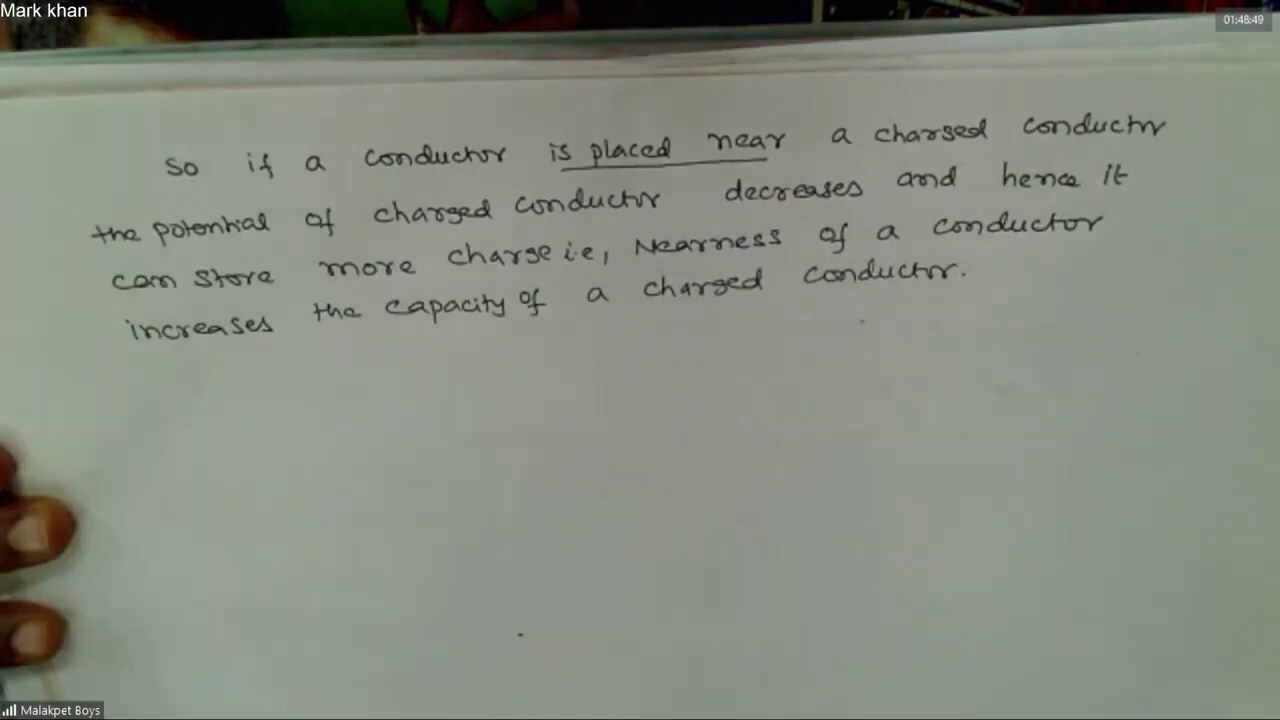 Mark khan
01:48:49
so if a conductor is placed near a charged conductor
the potential of charged conductor decreases and hence it
can store more charge i.e, Nearness of a conductor
increases the capacity of a charged conductor.
Malakpet Boys